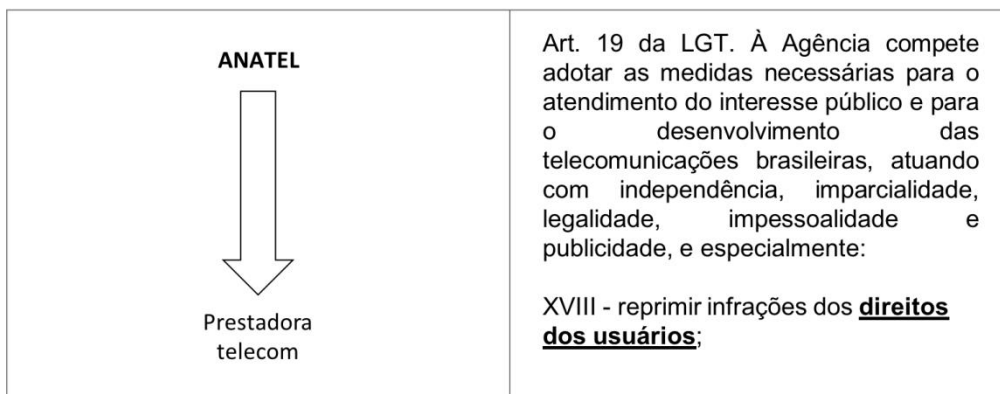 ANATEL
Prestadora
telecom
Art. 19 da LGT. À Agência compete
adotar as medidas necessárias para o
atendimento do interesse público e para
o desenvolvimento das
telecomunicações brasileiras, atuando
com independência, imparcialidade,
legalidade, impessoalidade e
publicidade, e especialmente:
XVIII - reprimir infrações dos direitos
dos usuários;